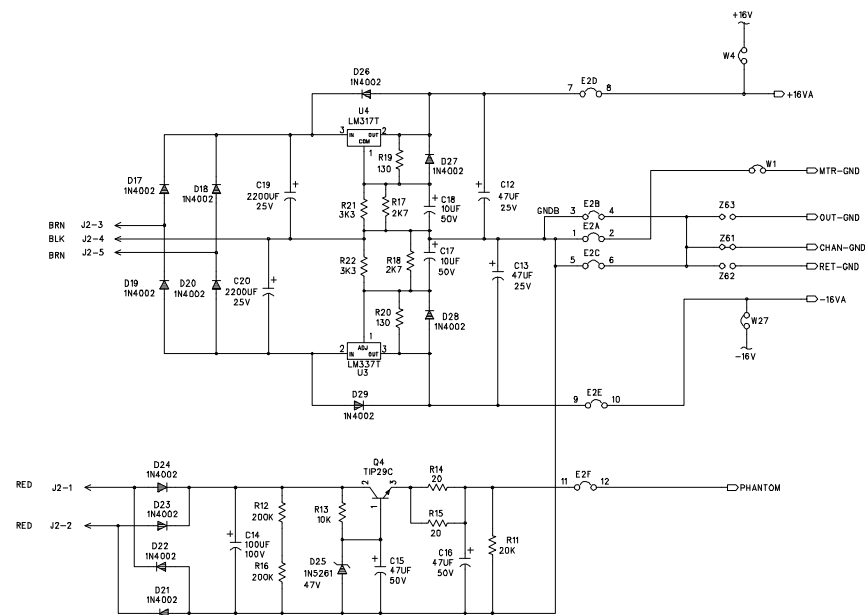 +16V
W4
D26
1N4002
7 E2D 8
+16VA
U4
LM317T
3 IN OUT 2
COM
1
R19
130
D27
1N4002
D17
1N4002
D18
1N4002
C19
2200UF
25V
+
R21
3K3
R17
2K7
+
C18
10UF
50V
+
C12
47UF
25V
W1
MTR-GND
GNDB
3 E2B 4
Z63
OUT-GND
BRN J2-3
BLK J2-4
BRN J2-5
1 E2A 2
Z61
CHAN-GND
5 E2C 6
Z62
RET-GND
D19
1N4002
D20
1N4002
C20
2200UF
25V
+
R22
3K3
R18
2K7
+
C17
10UF
50V
+
C13
47UF
25V
-16VA
W27
-16V
R20
130
D28
1N4002
1
ADJ
2 IN OUT 3
LM337T
U3
D29
1N4002
9 E2E 10
RED J2-1
D24
1N4002
Q4
TIP29C
2 3
1
R14
20
11 E2F 12
PHANTOM
RED J2-2
D23
1N4002
R12
200K
R13
10K
R15
20
D22
1N4002
+
C14
100UF
100V
R16
200K
D25
1N5261
47V
+
C15
47UF
50V
+
C16
47UF
50V
R11
20K
D21
1N4002